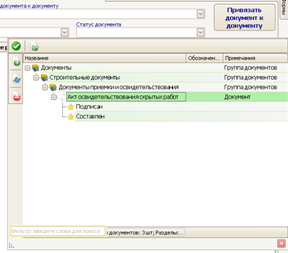 документа к документу
Привязать
документ к
документу
Статус документа
Название
Обозначен...
Примечания
Документы
Группа документов
Строительные документы
Группа документов
Документы приемки и освидетельствования
Группа документов
Акт освидетельствования скрытых работ
Документ
Подписан
Составлен
Фильтр: введите слово для поиска
документов: 3 шт; Разделы:...